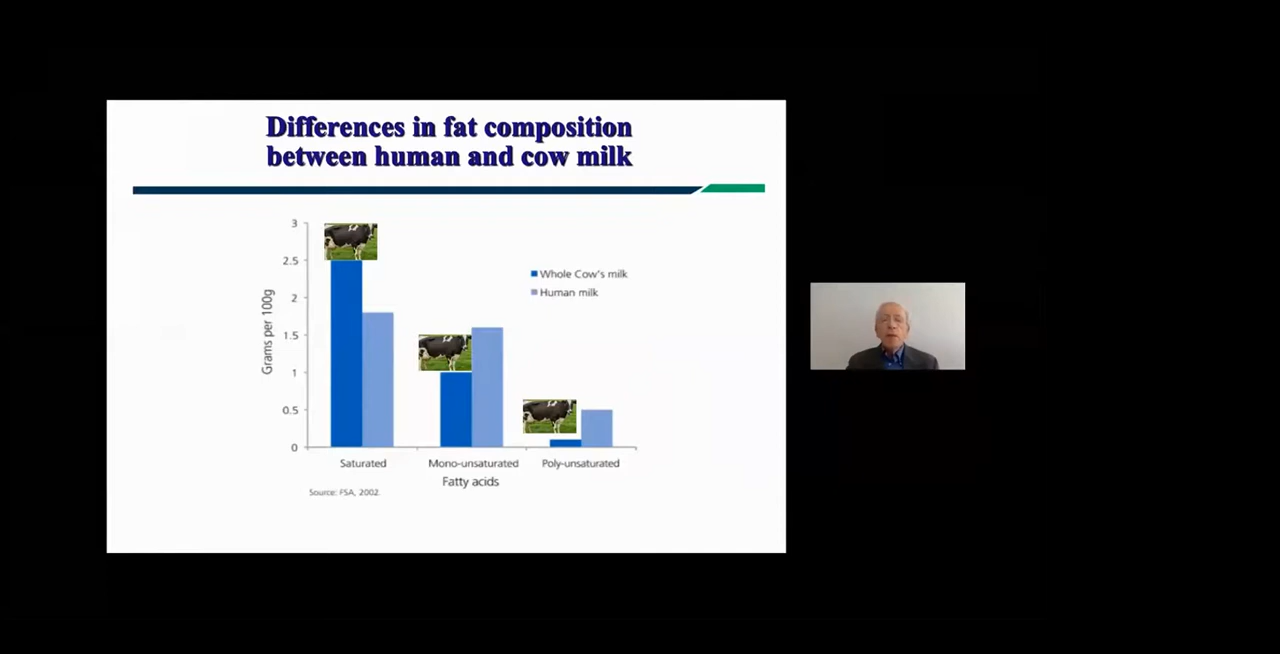 Differences in fat composition
between human and cow milk
3
2.5
2
1.5
1
0.5
0
Grams per 100g
Whole Cow's milk
Human milk
Saturated
Mono-unsaturated
Poly-unsaturated
Fatty acids
Source: FSA, 2002.